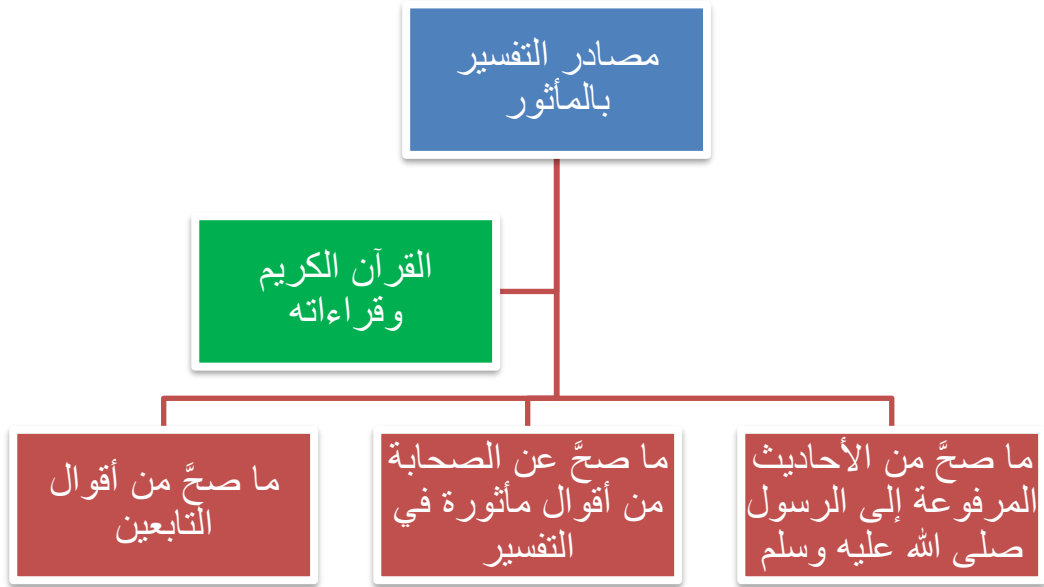 مصادر التفسير
بالمأثور
القرآن الكريم
وقراءاته
ما صحَّ من الأحاديث
المرفوعة إلى الرسول
صلى الله عليه وسلم
ما صحَّ عن الصحابة
من أقوال مأثورة في
التفسير
ما صحَّ من أقوال
التابعين